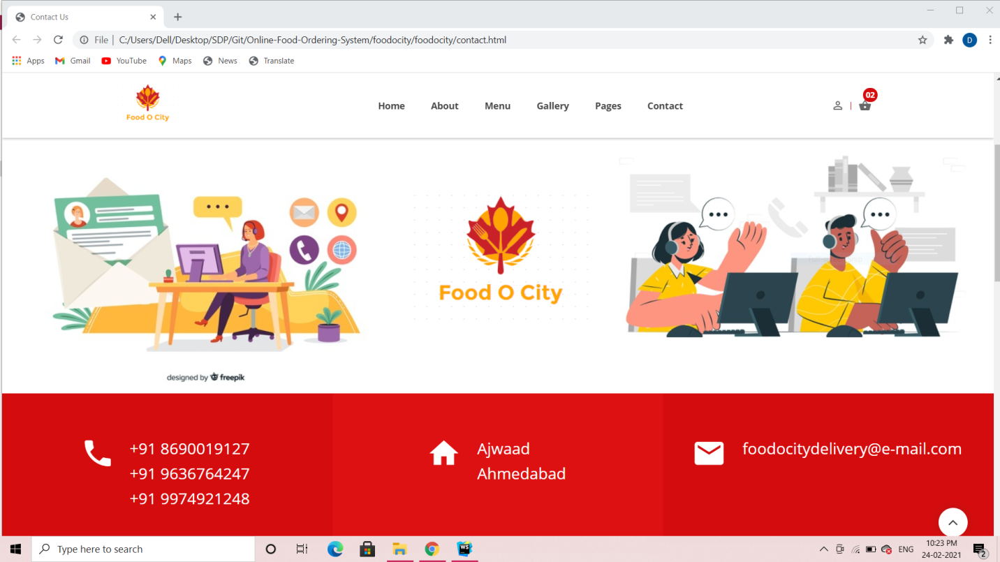 Contact Us
File
C:/Users/Dell/Desktop/SDP/Git/Online-Food-Ordering-System/foodocity/foodocity/contact.html
D
Apps
Gmail
YouTube
Maps
News
Translate
Food O City
Home
About
Menu
Gallery
Pages
Contact
02
Food O City
designed by freepik
+91 8690019127
+91 9636764247
+91 9974921248
Ajwaad
Ahmedabad
foodocitydelivery@e-mail.com
Type here to search
WS
ENG
10:23 PM
24-02-2021
2